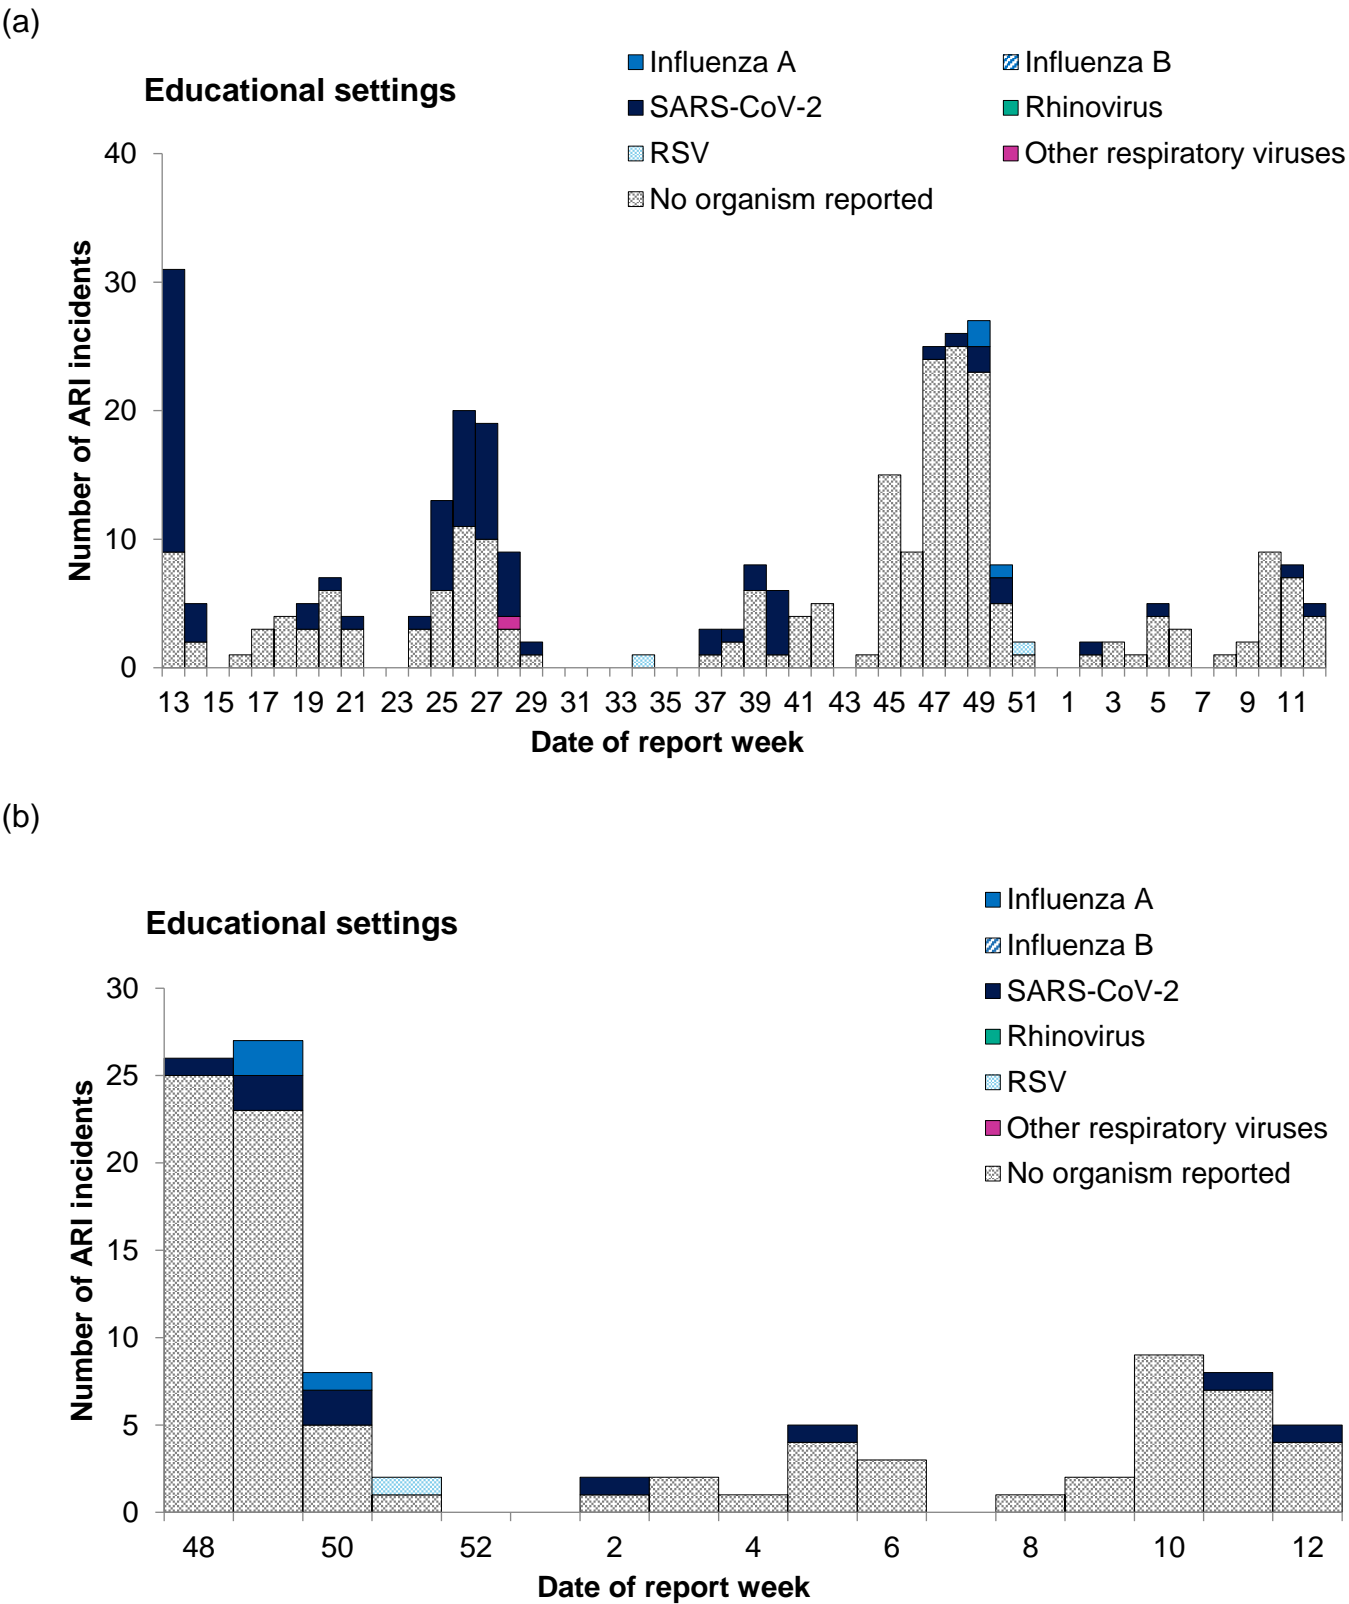 (a)
Educational settings
Influenza A
Influenza B
SARS-CoV-2
Rhinovirus
RSV
Other respiratory viruses
No organism reported
Number of ARI incidents
40
30
20
10
0
13 15 17 19 21 23 25 27 29 31 33 35 37 39 41 43 45 47 49 51 1 3 5 7 9 11
Date of report week
(b)
Educational settings
Influenza A
Influenza B
SARS-CoV-2
Rhinovirus
RSV
Other respiratory viruses
No organism reported
Number of ARI incidents
30
25
20
15
10
5
0
48 50 52 2 4 6 8 10 12
Date of report week